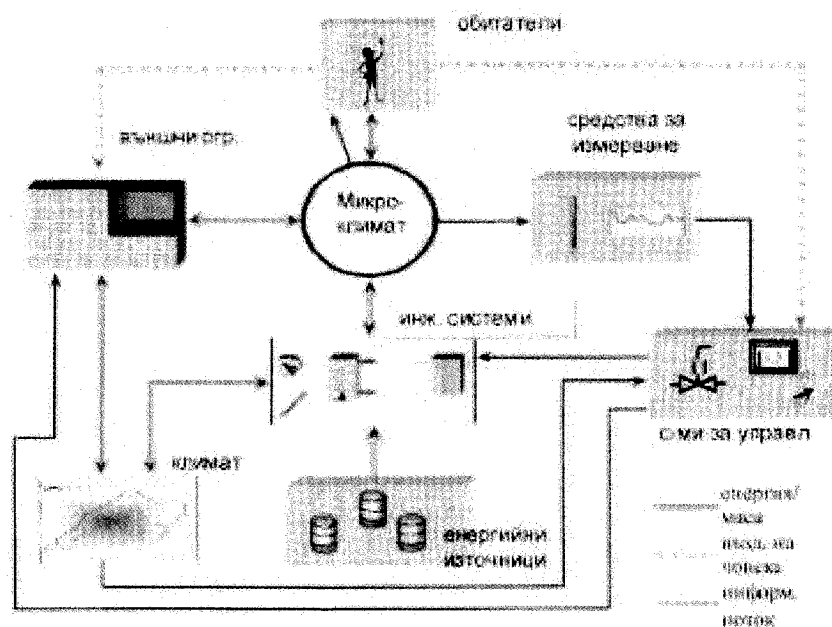 обитатели
външни огр.
средства за
измерване
Микро-
климат
инж. системи
с-ми за управл
климат
енергийни
източници
енергия/
маса
възд. на
човека
информ.
поток